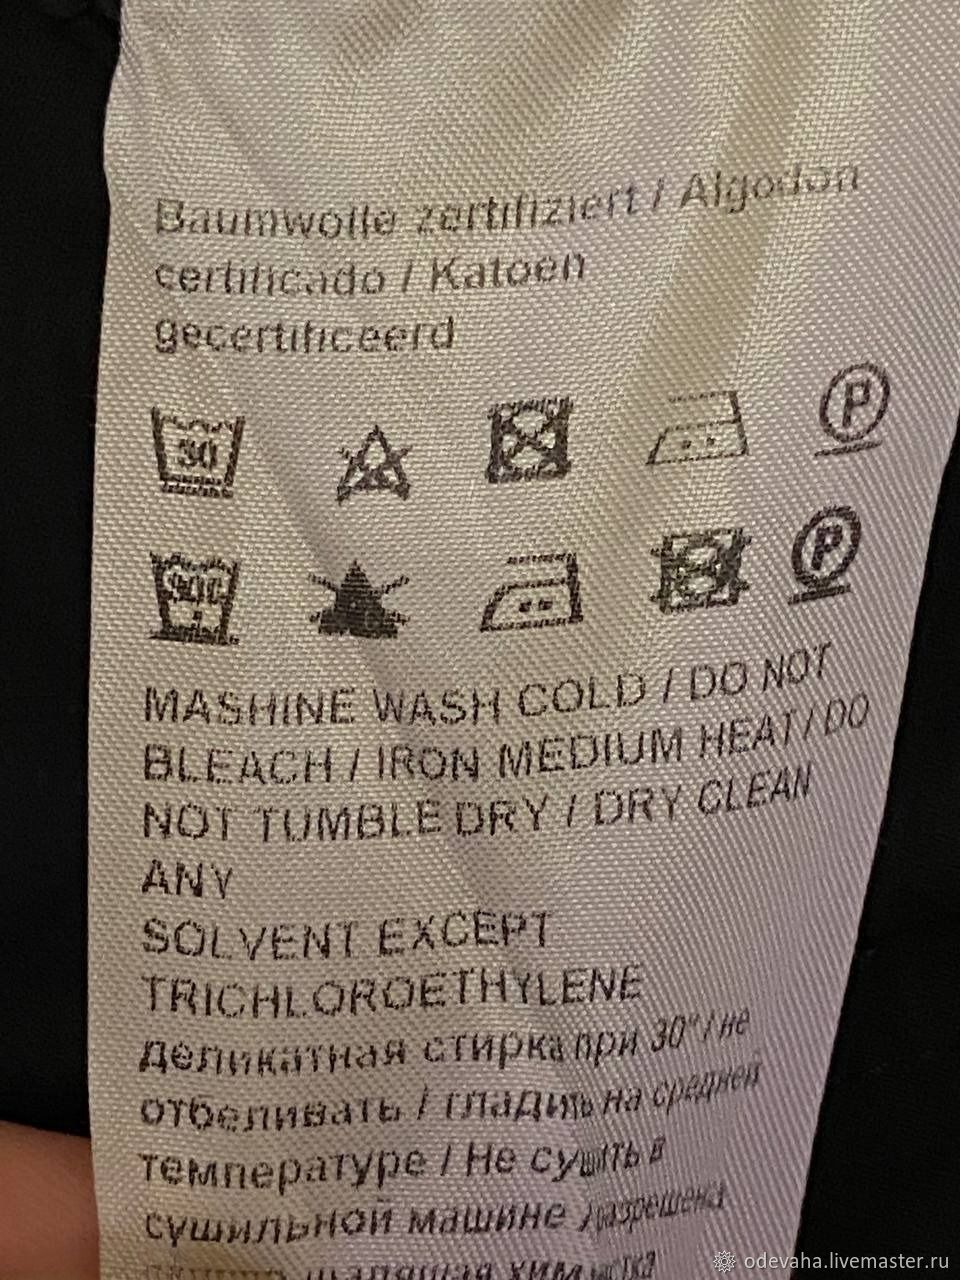 Baumwolle zertifiziert / Algodon
certificado / Katoen
gecertificeerd
30 P
30c P
MASHINE WASH COLD / DO NOT
BLEACH / IRON MEDIUM HEAT / DO
NOT TUMBLE DRY / DRY CLEAN
ANY
SOLVENT EXCEPT
TRICHLOROETHYLENE
деликатная стирка при 30° / не
отбеливать / гладить на средней
температуре / Не сушить в
сушильной машине / разрешена
odevaha.livemaster.ru